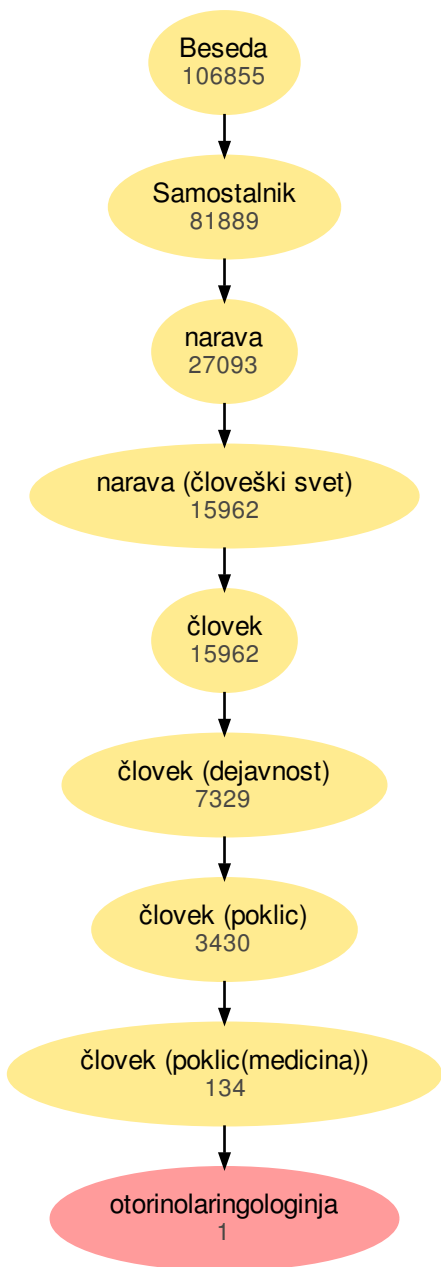 Beseda
106855
Samostalnik
81889
narava
27093
narava (človeški svet)
15962
človek
15962
človek (dejavnost)
7329
človek (poklic)
3430
človek (poklic(medicina))
134
otorinolaringologinja
1